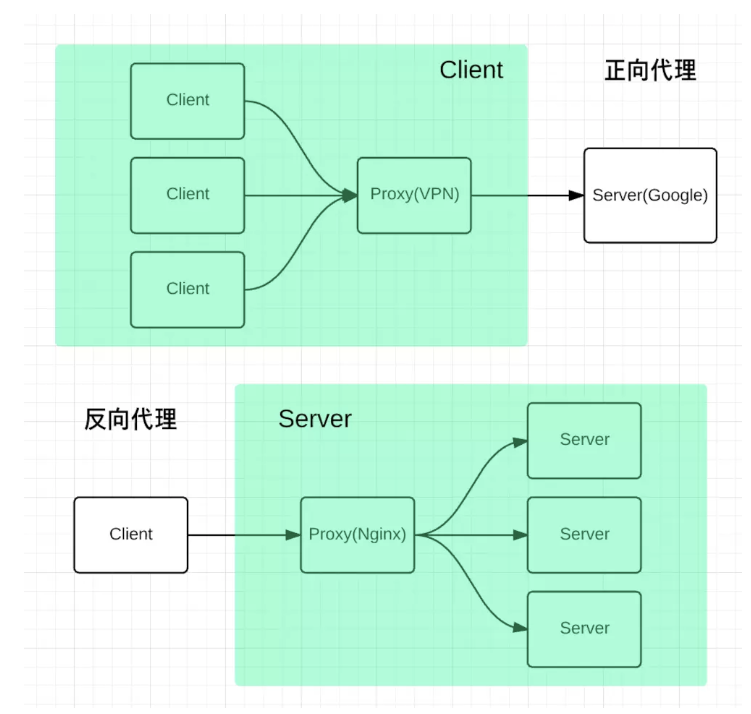 Client
正向代理
Client
Client
Proxy(VPN)
Server(Google)
Client
反向代理
Server
Server
Client
Proxy(Nginx)
Server
Server